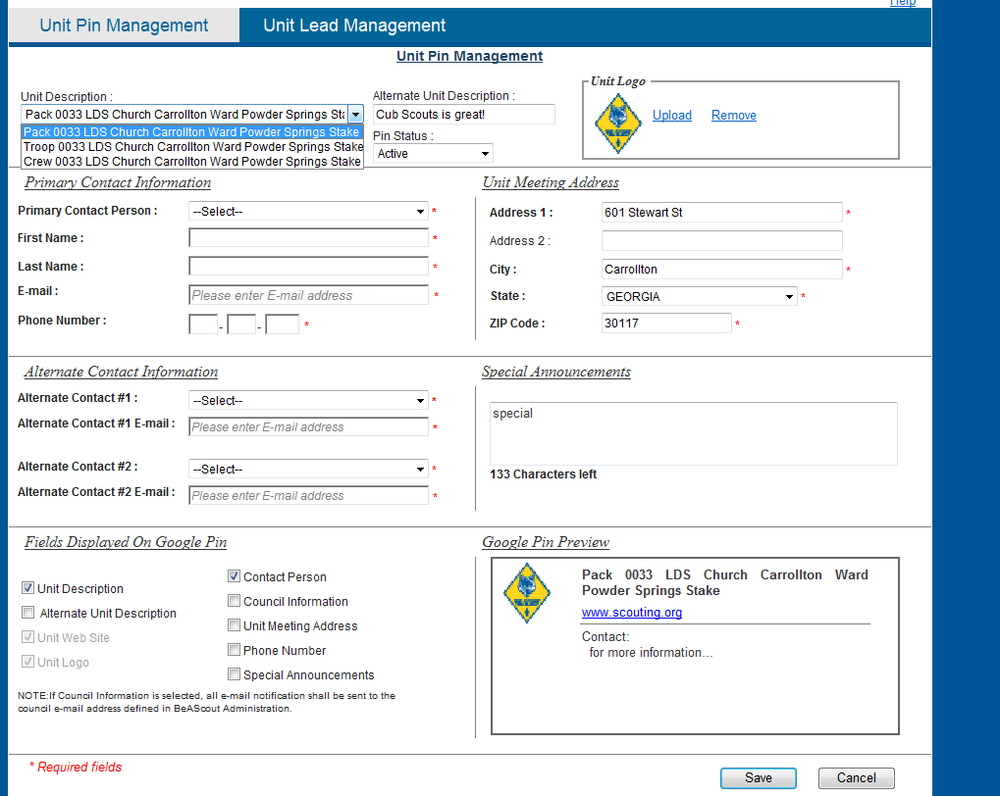 Help
Unit Pin Management
Unit Lead Management
Unit Pin Management
Unit Description :
Pack 0033 LDS Church Carrollton Ward Powder Springs Sta
Pack 0033 LDS Church Carrollton Ward Powder Springs Stake
Troop 0033 LDS Church Carrollton Ward Powder Springs Stake
Crew 0033 LDS Church Carrollton Ward Powder Springs Stake
Alternate Unit Description :
Cub Scouts is great!
Pin Status :
Active
Unit Logo
Upload
Remove
Primary Contact Information
Primary Contact Person :
--Select-- *
First Name : *
Last Name : *
E-mail :
Please enter E-mail address *
Phone Number :
- - *
Unit Meeting Address
Address 1 :
601 Stewart St *
Address 2 :
City :
Carrollton *
State :
GEORGIA *
ZIP Code :
30117 *
Alternate Contact Information
Alternate Contact #1 :
--Select-- *
Alternate Contact #1 E-mail :
Please enter E-mail address *
Alternate Contact #2 :
--Select-- *
Alternate Contact #2 E-mail :
Please enter E-mail address *
Special Announcements
special
133 Characters left
Fields Displayed On Google Pin
Unit Description
Alternate Unit Description
Unit Web Site
Unit Logo
Contact Person
Council Information
Unit Meeting Address
Phone Number
Special Announcements
NOTE:If Council Information is selected, all e-mail notification shall be sent to the
council e-mail address defined in BeAScout Administration.
Google Pin Preview
Pack 0033 LDS Church Carrollton Ward
Powder Springs Stake
www.scouting.org
Contact:
for more information...
* Required fields
Save
Cancel